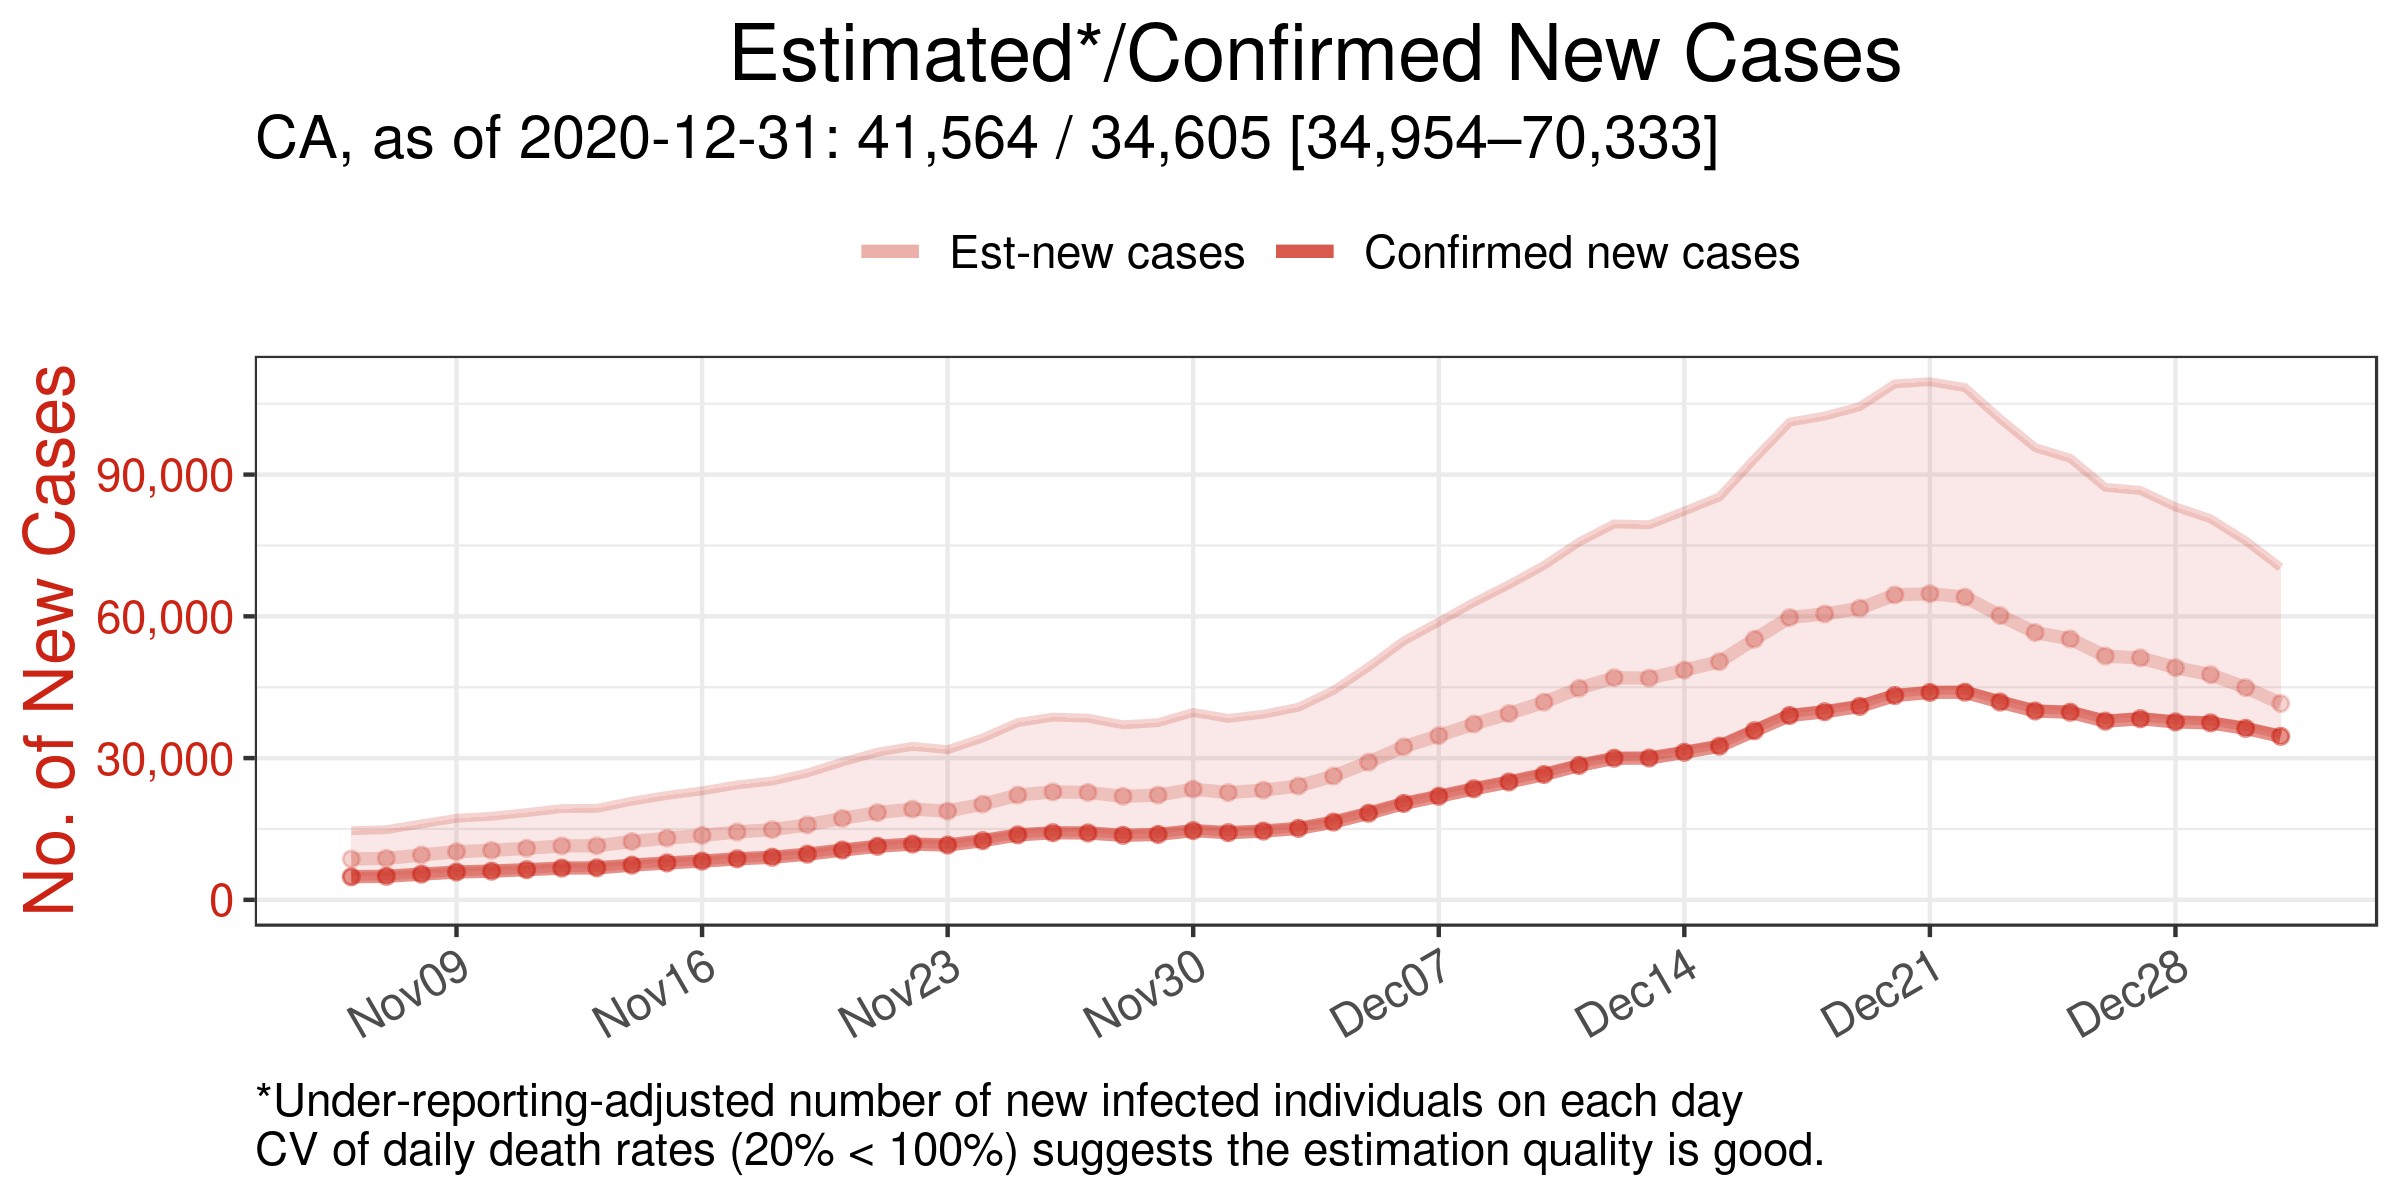 Estimated*/Confirmed New Cases
CA, as of 2020-12-31: 41,564 / 34,605 [34,954–70,333]
Est-new cases
Confirmed new cases
No. of New Cases
90,000
60,000
30,000
0
Nov09
Nov16
Nov23
Nov30
Dec07
Dec14
Dec21
Dec28
*Under-reporting-adjusted number of new infected individuals on each day
CV of daily death rates (20% < 100%) suggests the estimation quality is good.